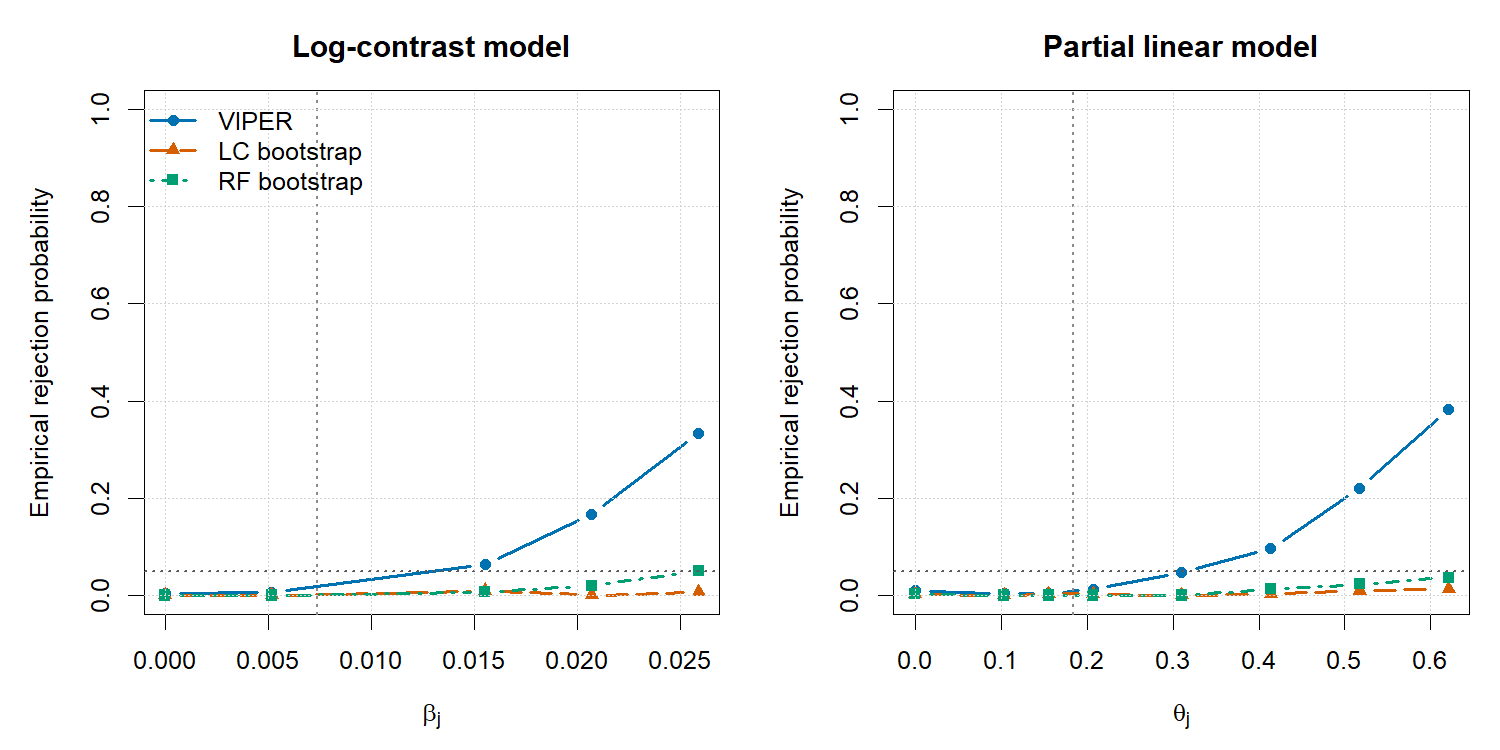 Log-contrast model
Empirical rejection probability
1.0
0.8
0.6
0.4
0.2
0.0
VIPER
LC bootstrap
RF bootstrap
0.000 0.005 0.010 0.015 0.020 0.025
βj
Partial linear model
Empirical rejection probability
1.0
0.8
0.6
0.4
0.2
0.0
0.0 0.1 0.2 0.3 0.4 0.5 0.6
θj